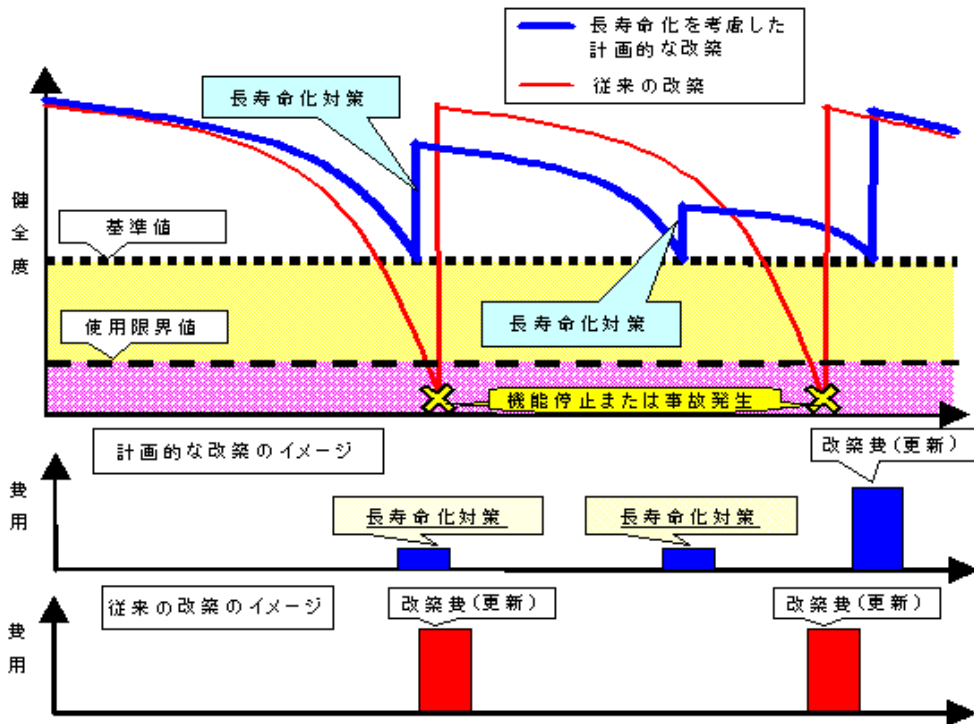 長寿命化を考慮した
計画的な改築
従来の改築
長寿命化対策
健全度
基準値
使用限界値
長寿命化対策
機能停止または事故発生
計画的な改築のイメージ
改築費(更新)
費用
長寿命化対策
長寿命化対策
従来の改築のイメージ
改築費(更新)
改築費(更新)
費用